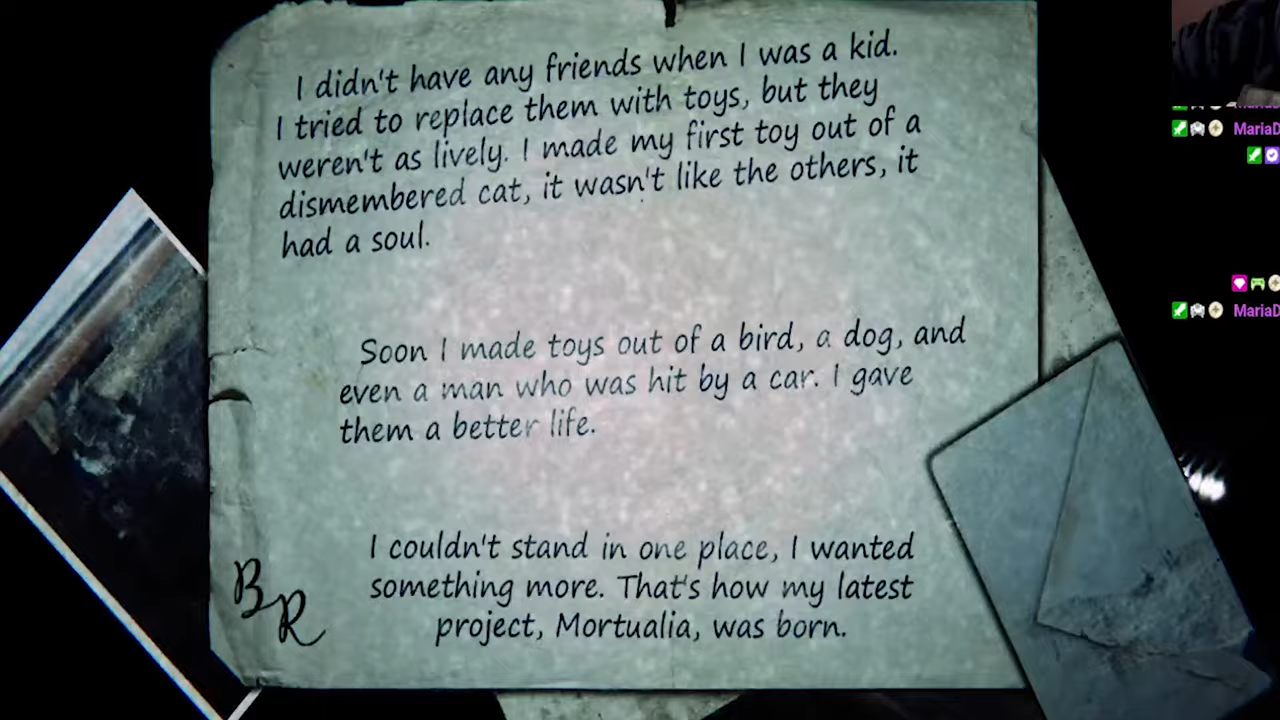 I didn't have any friends when I was a kid.
I tried to replace them with toys, but they
weren't as lively. I made my first toy out of a
dismembered cat, it wasn't like the others, it
had a soul.
Soon I made toys out of a bird, a dog, and
even a man who was hit by a car. I gave
them a better life.
I couldn't stand in one place, I wanted
something more. That's how my latest
project, Mortualia, was born.
BR
MariaD
MariaD